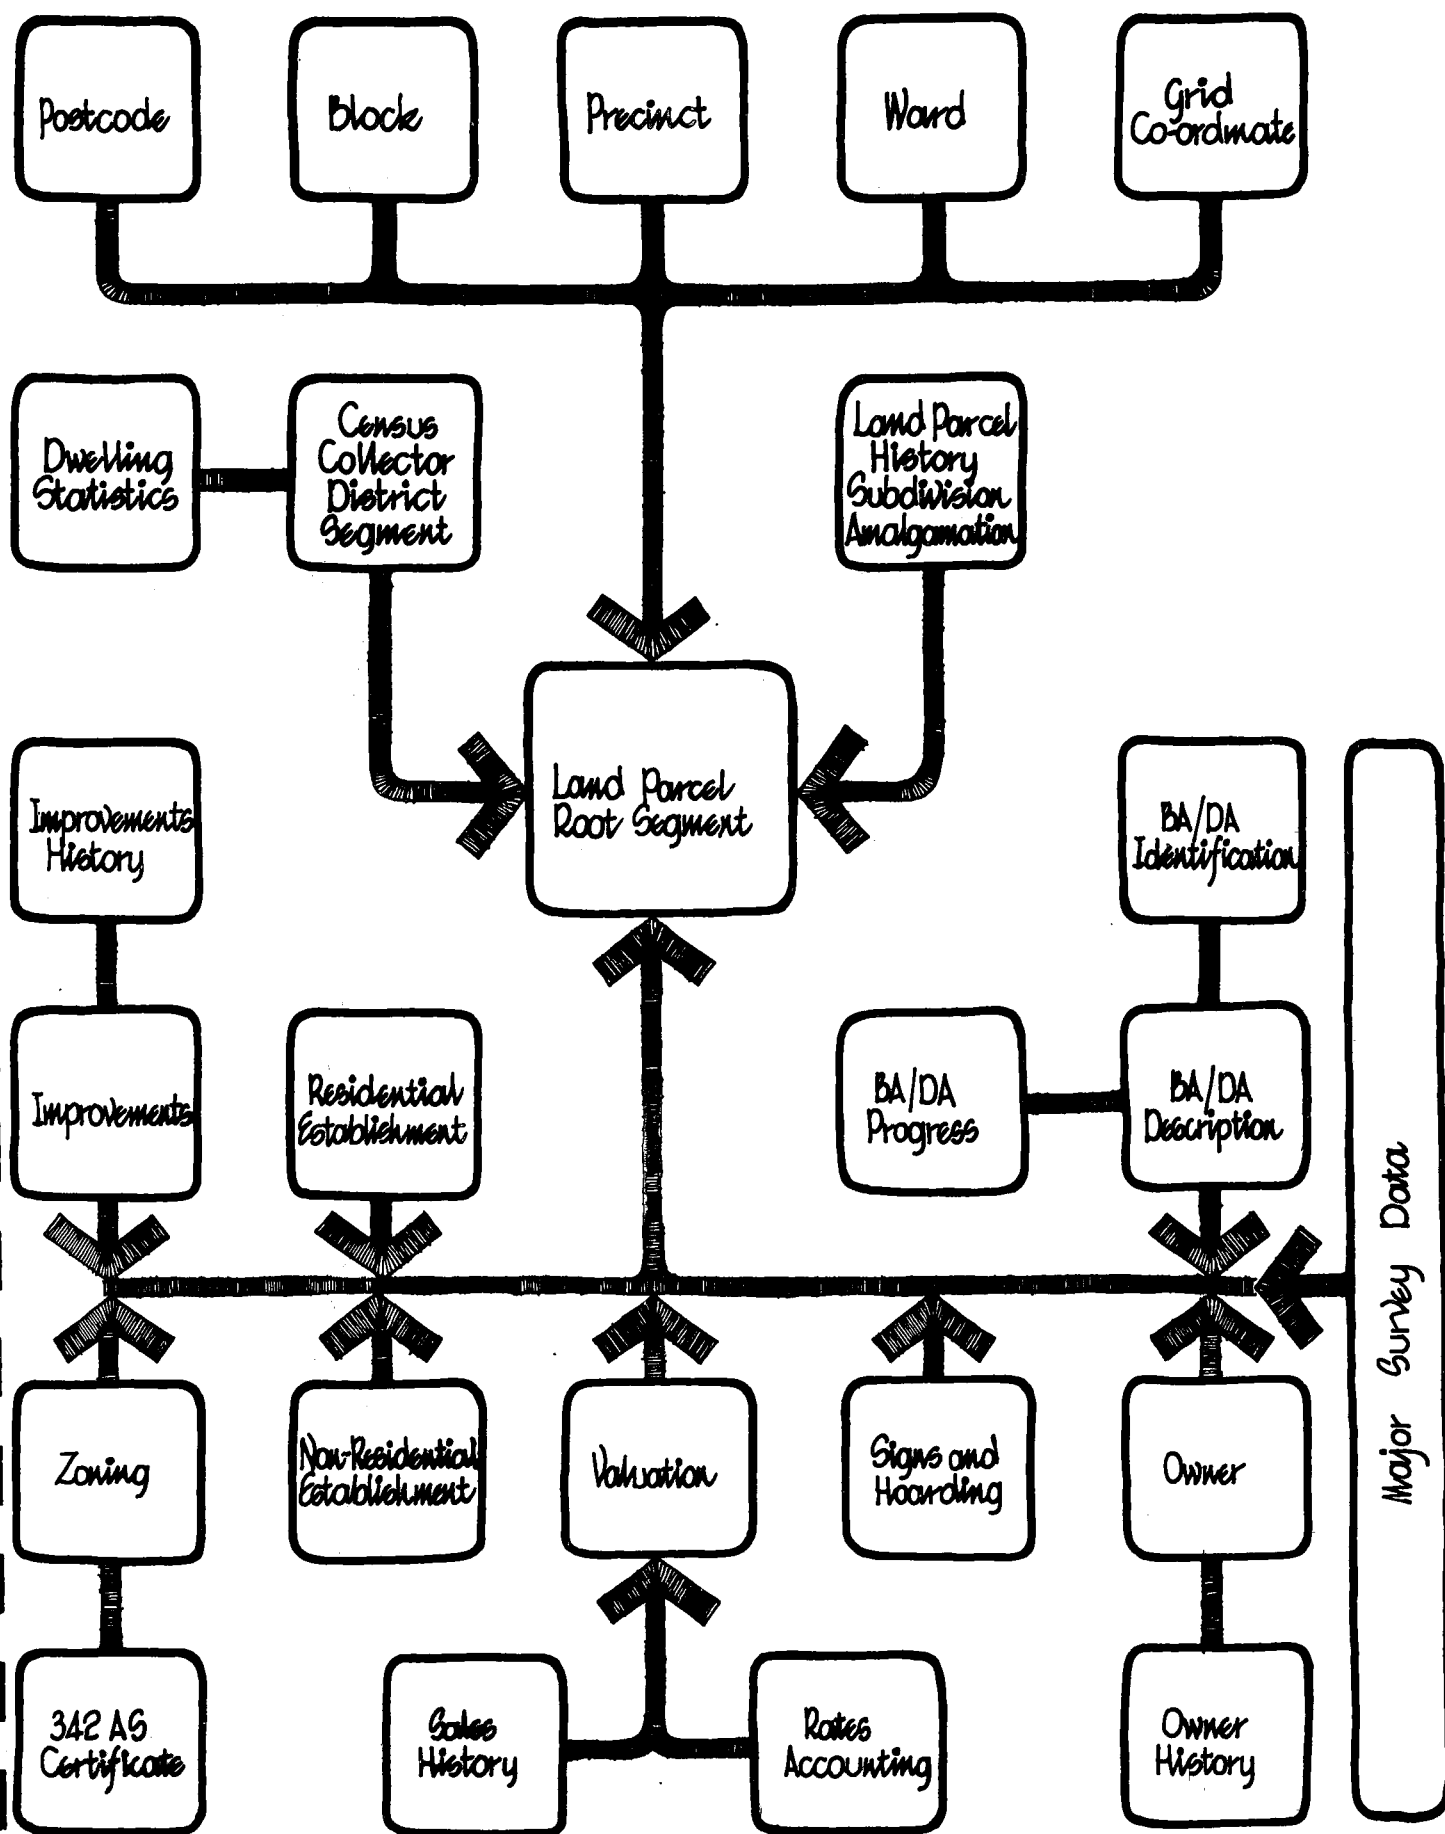 Postcode
Block
Precinct
Ward
Grid
Co-ordinate
Dwelling
Statistics
Census
Collector
District
Segment
Land Parcel
History
Subdivision
Amalgamation
Land Parcel
Root Segment
Improvements
History
BA/DA
Identification
Improvements
Residential
Establishment
BA/DA
Progress
BA/DA
Description
Major Survey Data
Zoning
Non-Residential
Establishment
Valuation
Signs and
Hoarding
Owner
342 AS
Certificate
Sales
History
Rates
Accounting
Owner
History